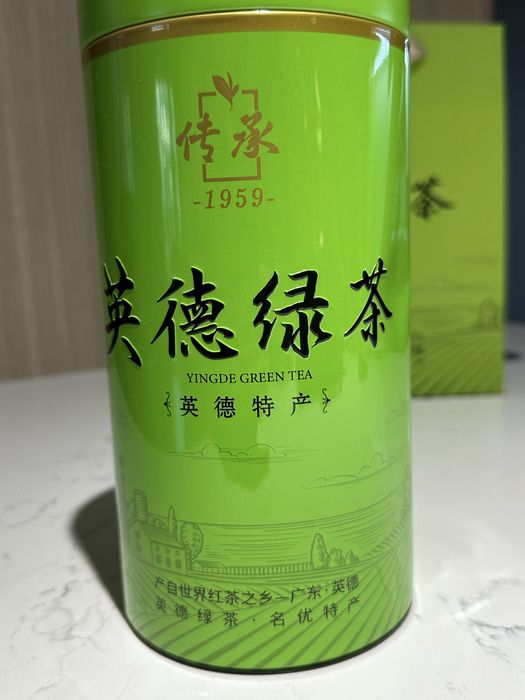 传承
-1959-
英德绿茶
YINGDE GREEN TEA
英德特产
产自世界红茶之乡—广东·英德
英德绿茶·名优特产
茶